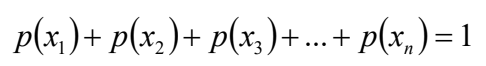 p(x₁) + p(x₂) + p(x₃) + ... + p(xₙ) = 1